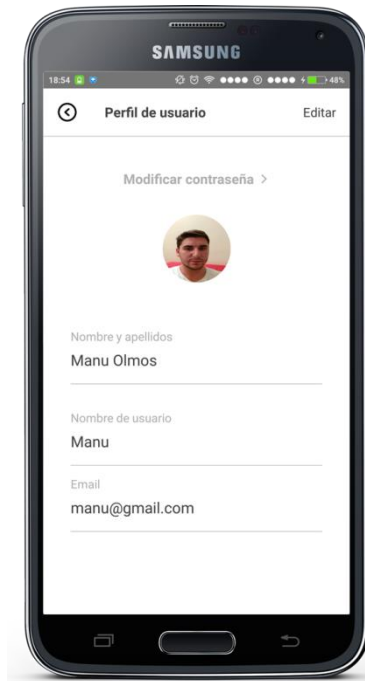 SAMSUNG
18:54 48%
Perfil de usuario Editar
Modificar contraseña >
Nombre y apellidos
Manu Olmos
Nombre de usuario
Manu
Email
manu@gmail.com